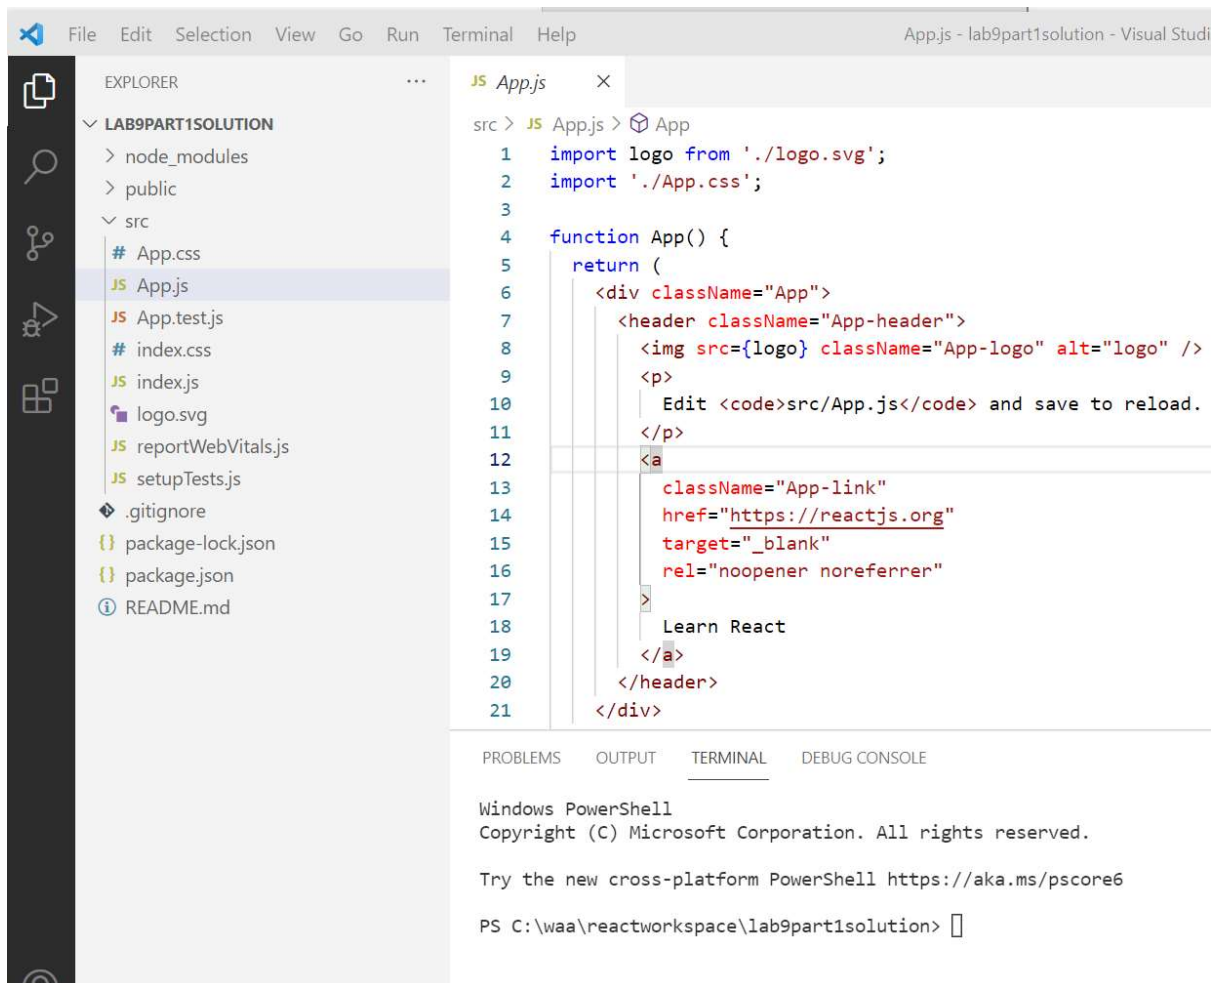 File Edit Selection View Go Run Terminal Help App.js - lab9part1solution - Visual Studi
EXPLORER ...
LAB9PART1SOLUTION
node_modules
public
src
# App.css
JS App.js
JS App.test.js
# index.css
JS index.js
logo.svg
JS reportWebVitals.js
JS setupTests.js
.gitignore
{} package-lock.json
{} package.json
README.md
JS App.js
src > JS App.js > App
1 import logo from './logo.svg';
2 import './App.css';
3
4 function App() {
5 return (
6 <div className="App">
7 <header className="App-header">
8 <img src={logo} className="App-logo" alt="logo" />
9 <p>
10 Edit <code>src/App.js</code> and save to reload.
11 </p>
12 <a
13 className="App-link"
14 href="https://reactjs.org"
15 target="_blank"
16 rel="noopener noreferrer"
17 >
18 Learn React
19 </a>
20 </header>
21 </div>
PROBLEMS OUTPUT TERMINAL DEBUG CONSOLE
Windows PowerShell
Copyright (C) Microsoft Corporation. All rights reserved.
Try the new cross-platform PowerShell https://aka.ms/pscore6
PS C:\waa\reactworkspace\lab9part1solution>